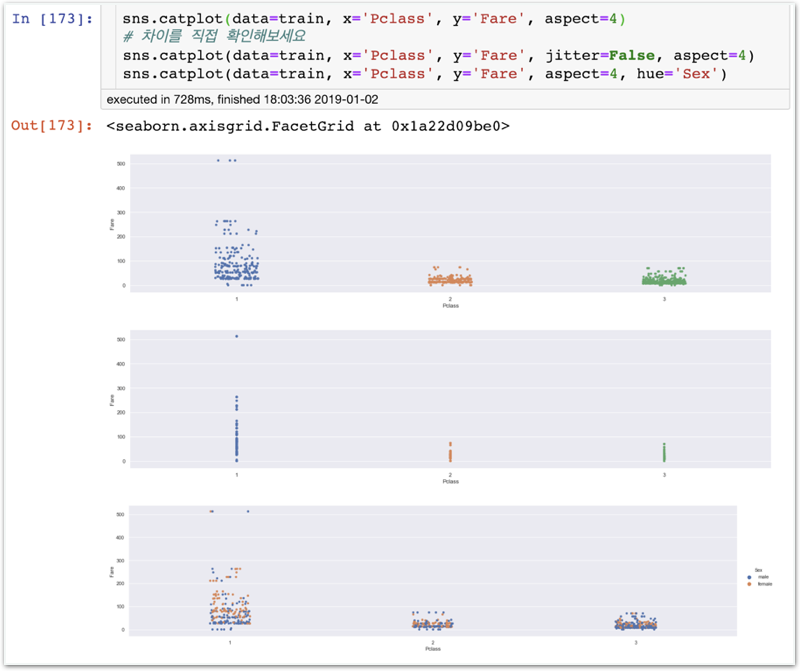 In [173]: sns.catplot(data=train, x='Pclass', y='Fare', aspect=4)
# 차이를 직접 확인해보세요
sns.catplot(data=train, x='Pclass', y='Fare', jitter=False, aspect=4)
sns.catplot(data=train, x='Pclass', y='Fare', aspect=4, hue='Sex')
executed in 728ms, finished 18:03:36 2019-01-02
Out[173]: <seaborn.axisgrid.FacetGrid at 0x1a22d09be0>
500
400
300
Fare
200
100
0
1 2 3
Pclass
500
400
300
Fare
200
100
0
1 2 3
Pclass
500
400
300
Fare
200
100
0
1 2 3
Pclass
Sex
male
female